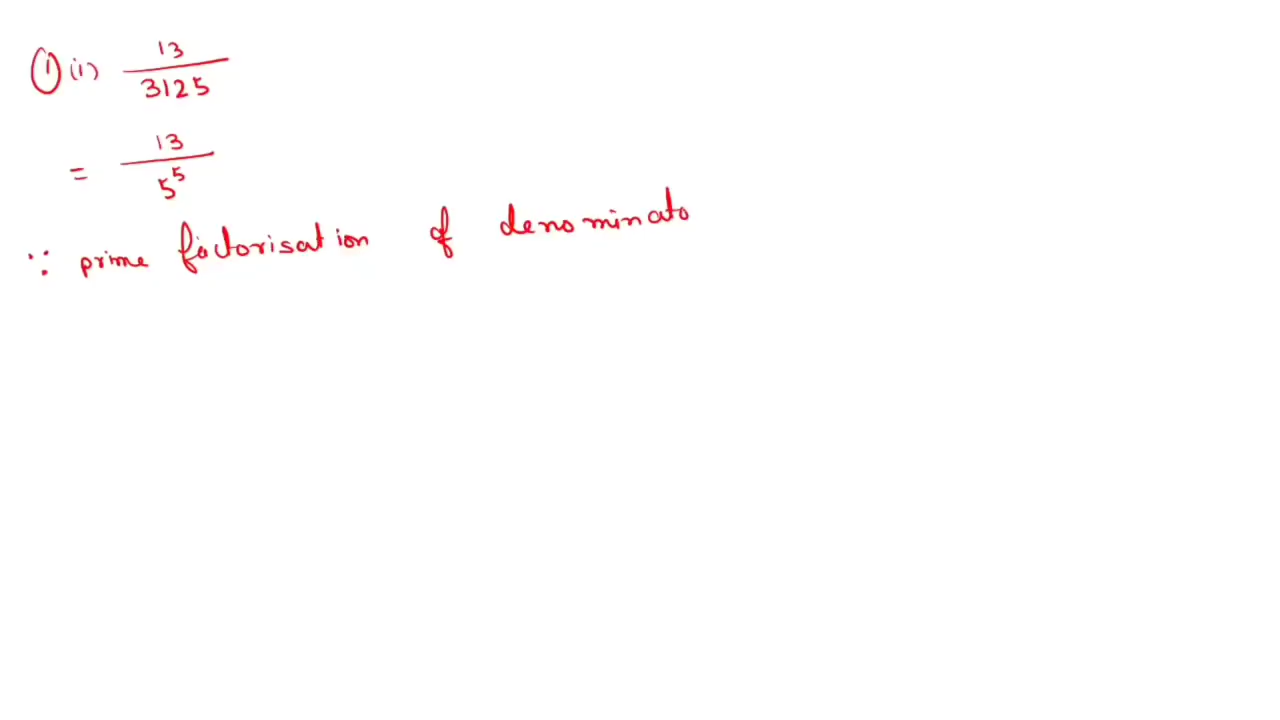 ① (i) 13/3125
= 13/5⁵
∵ prime factorisation of denominato